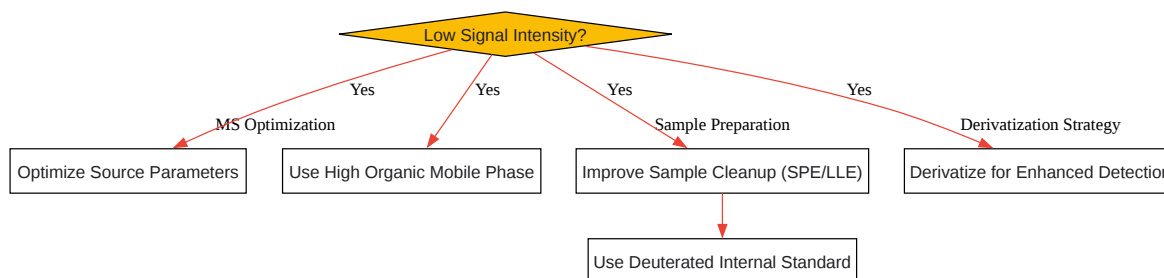 Low Signal Intensity?
Yes
Yes
Yes
Yes
MS Optimization
Sample Preparation
Derivatization Strategy
Optimize Source Parameters
Use High Organic Mobile Phase
Improve Sample Cleanup (SPE/LLE)
Derivatize for Enhanced Detection
Use Deuterated Internal Standard